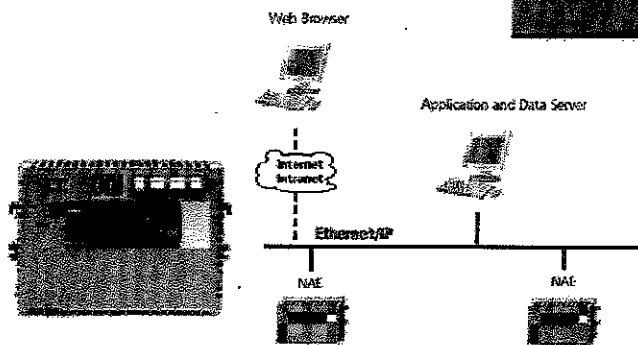 Web Browser
Application and Data Server
Internet
Intranet
Ethernet/IP
NAE
NAE